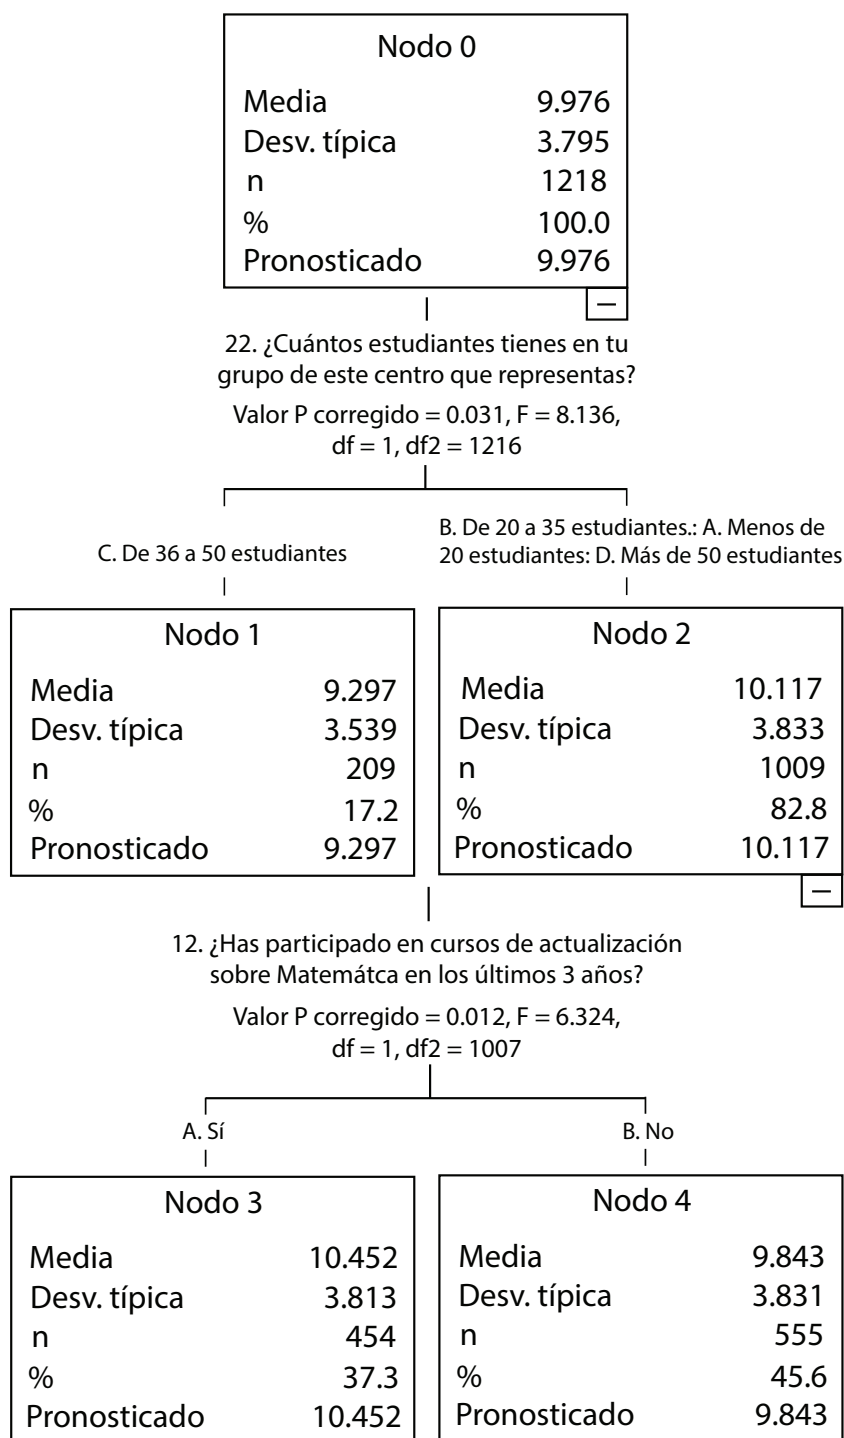 Nodo 0
Media 9.976
Desv. típica 3.795
n 1218
% 100.0
Pronosticado 9.976
22. ¿Cuántos estudiantes tienes en tu
grupo de este centro que representas?
Valor P corregido = 0.031, F = 8.136,
df = 1, df2 = 1216
C. De 36 a 50 estudiantes
B. De 20 a 35 estudiantes.: A. Menos de
20 estudiantes: D. Más de 50 estudiantes
Nodo 1
Media 9.297
Desv. típica 3.539
n 209
% 17.2
Pronosticado 9.297
Nodo 2
Media 10.117
Desv. típica 3.833
n 1009
% 82.8
Pronosticado 10.117
12. ¿Has participado en cursos de actualización
sobre Matemátca en los últimos 3 años?
Valor P corregido = 0.012, F = 6.324,
df = 1, df2 = 1007
A. Sí
B. No
Nodo 3
Media 10.452
Desv. típica 3.813
n 454
% 37.3
Pronosticado 10.452
Nodo 4
Media 9.843
Desv. típica 3.831
n 555
% 45.6
Pronosticado 9.843